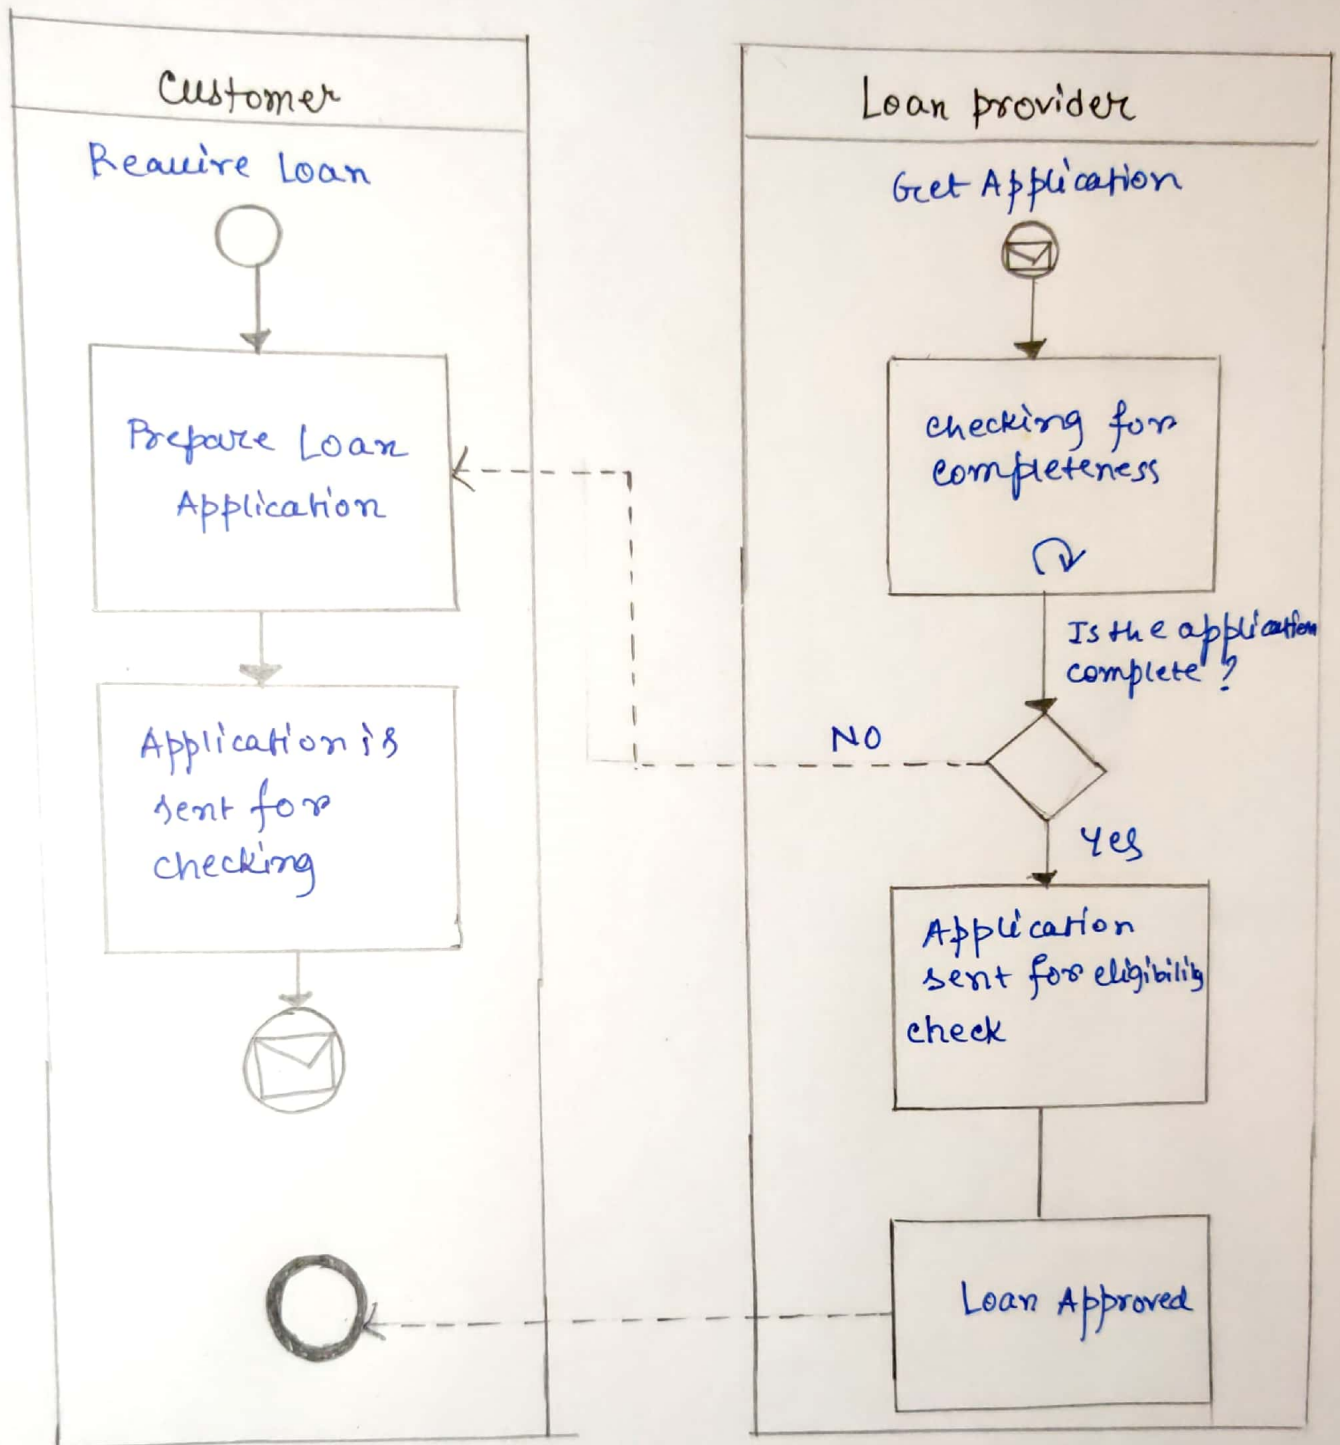 Customer
Require Loan
Prepare Loan
Application
Application is
sent for
checking
Loan provider
Get Application
checking for
completeness
Is the application
complete?
NO
Yes
Application
sent for eligibility
check
Loan Approved